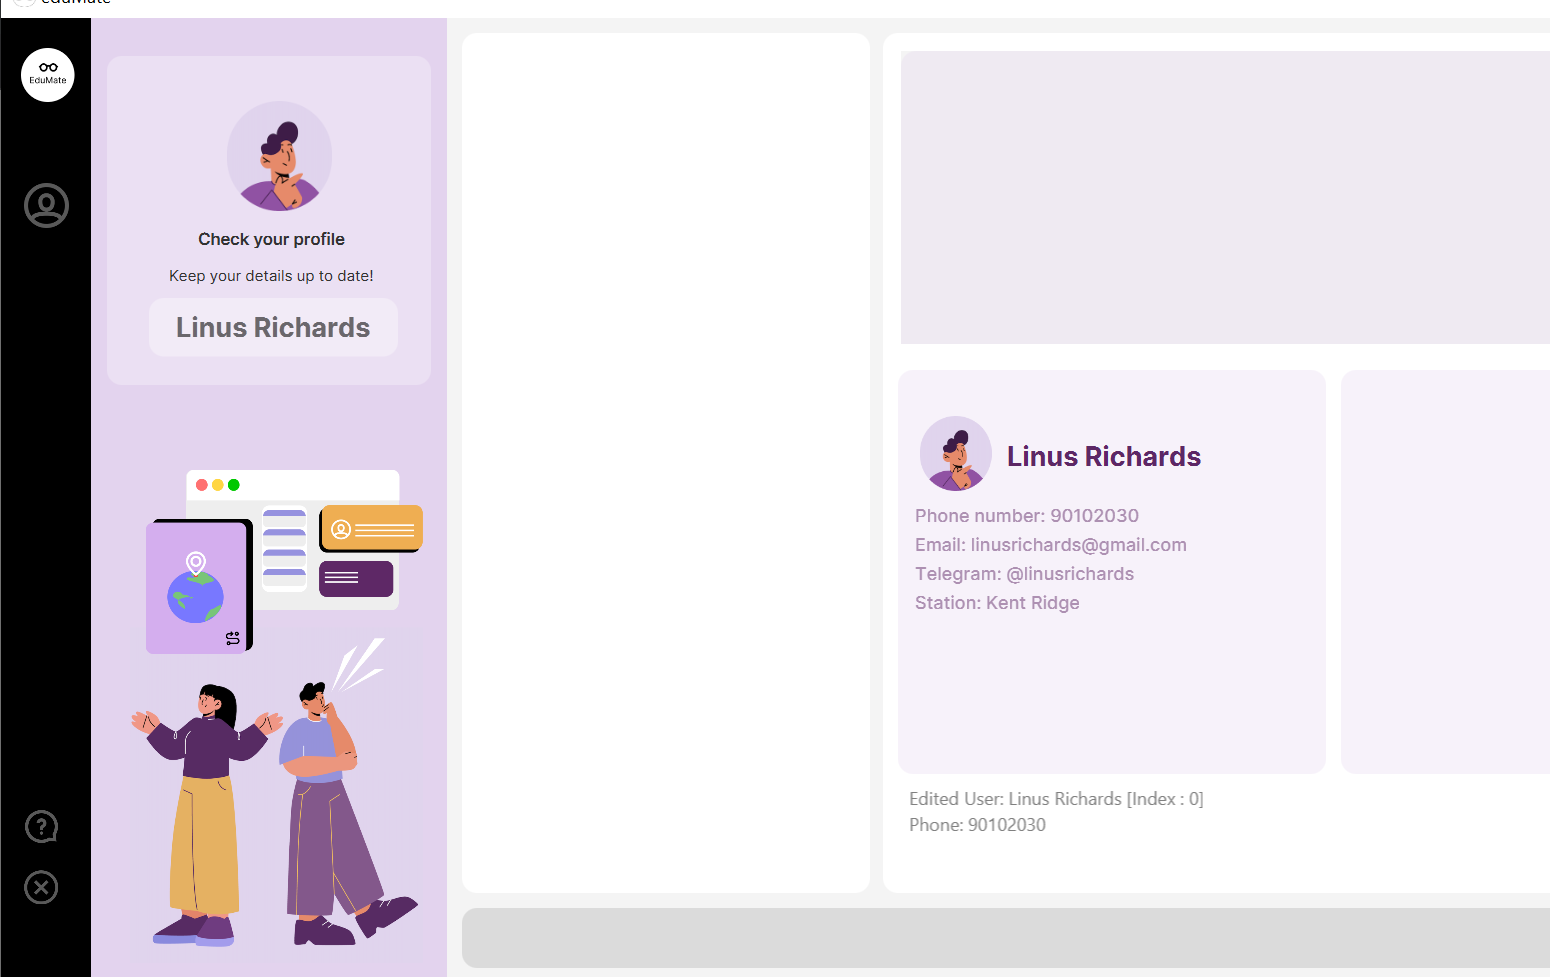 eduMate
EduMate
Check your profile
Keep your details up to date!
Linus Richards
Linus Richards
Phone number: 90102030
Email: linusrichards@gmail.com
Telegram: @linusrichards
Station: Kent Ridge
Edited User: Linus Richards [Index : 0]
Phone: 90102030